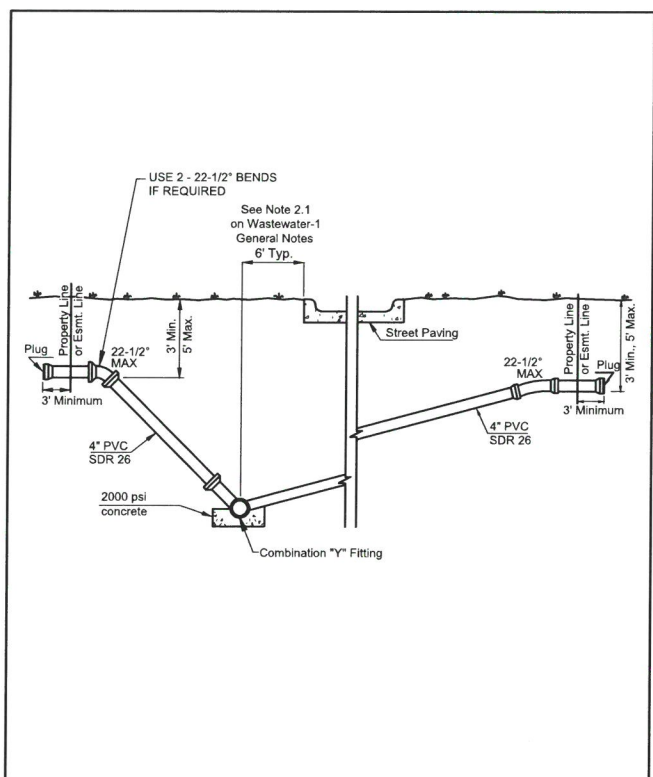 USE 2 - 22-1/2° BENDS
IF REQUIRED
See Note 2.1
on Wastewater-1
General Notes
6' Typ.
Property Line
or Esmt. Line
3' Min.
5' Max.
Street Paving
Property Line
or Esmt. Line
3' Min., 5' Max.
Plug
22-1/2°
MAX
22-1/2°
MAX
Plug
3' Minimum
3' Minimum
4" PVC
SDR 26
4" PVC
SDR 26
2000 psi
concrete
Combination "Y" Fitting